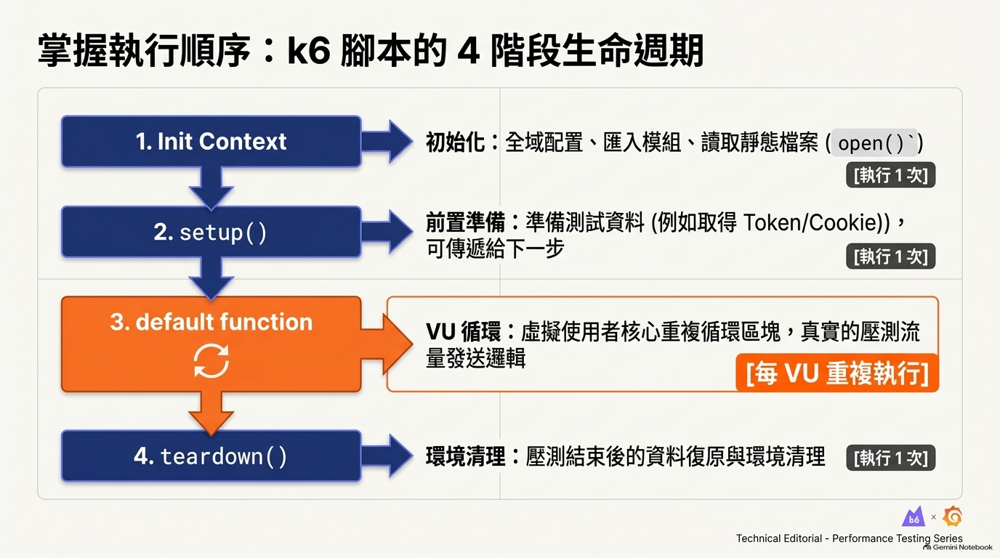 掌握執行順序：k6 腳本的 4 階段生命週期
1. Init Context
初始化：全域配置、匯入模組、讀取靜態檔案 (open()`)
[執行 1 次]
2. setup()
前置準備：準備測試資料 (例如取得 Token/Cookie))，
可傳遞給下一步
[執行 1 次]
3. default function
VU 循環：虛擬使用者核心重複循環區塊，真實的壓測流
量發送邏輯
[每 VU 重複執行]
4. teardown()
環境清理：壓測結束後的資料復原與環境清理
[執行 1 次]
k6 ×
Technical Editorial - Performance Testing Series
Gemini Notebook